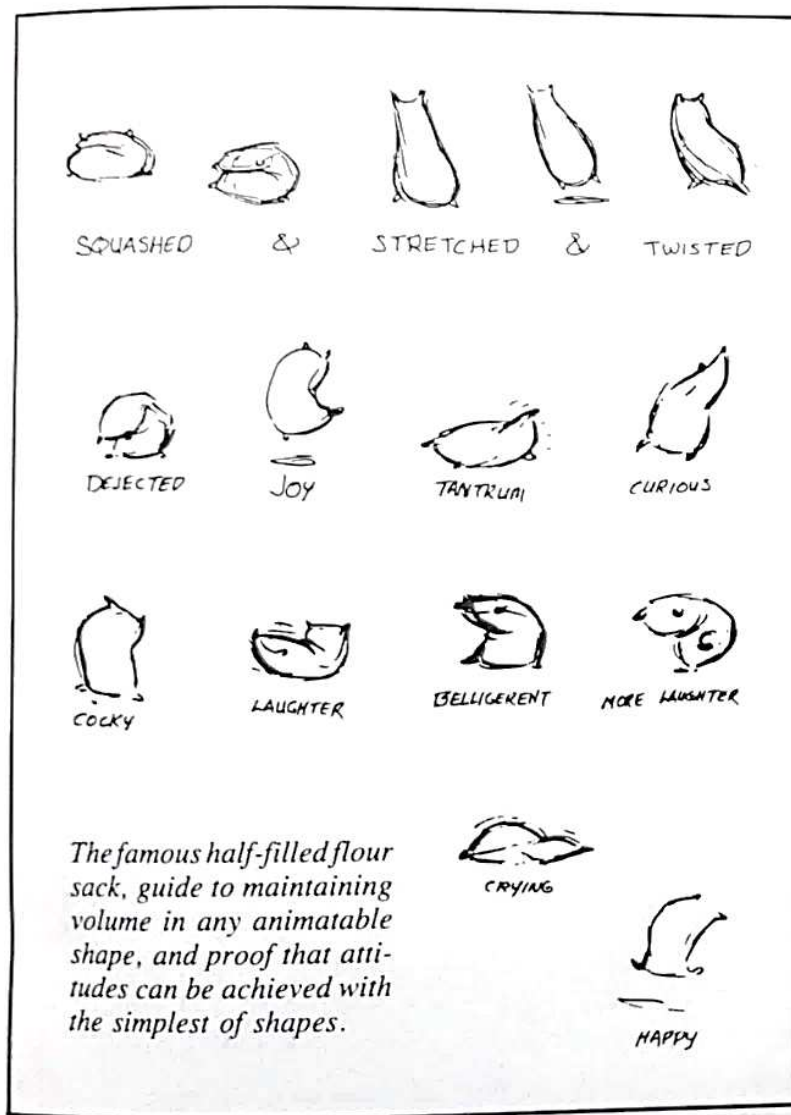 SQUASHED & STRETCHED & TWISTED
DEJECTED JOY TANTRUM CURIOUS
COCKY LAUGHTER BELLIGERENT MORE LAUGHTER
CRYING
HAPPY
The famous half-filled flour
sack, guide to maintaining
volume in any animatable
shape, and proof that atti-
tudes can be achieved with
the simplest of shapes.